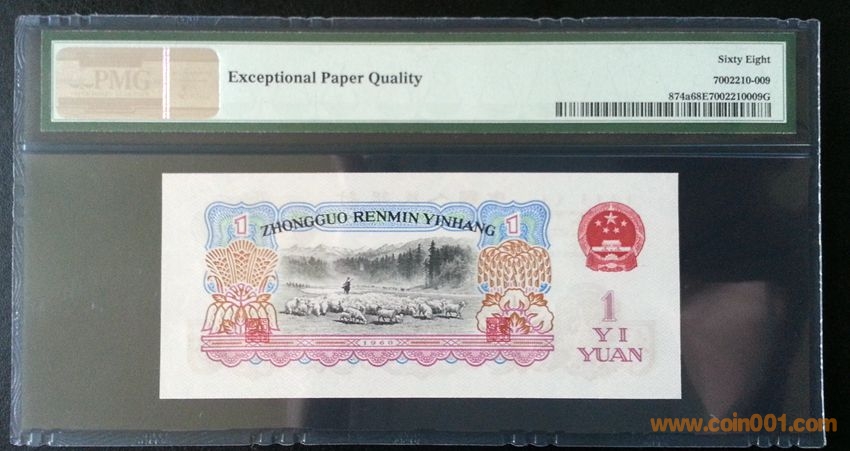 PMG
Exceptional Paper Quality
Sixty Eight
7002210-009
874a68E7002210009G
1
ZHONGGUO RENMIN YINHANG
1
1960
1
YI
YUAN
www.coin001.com